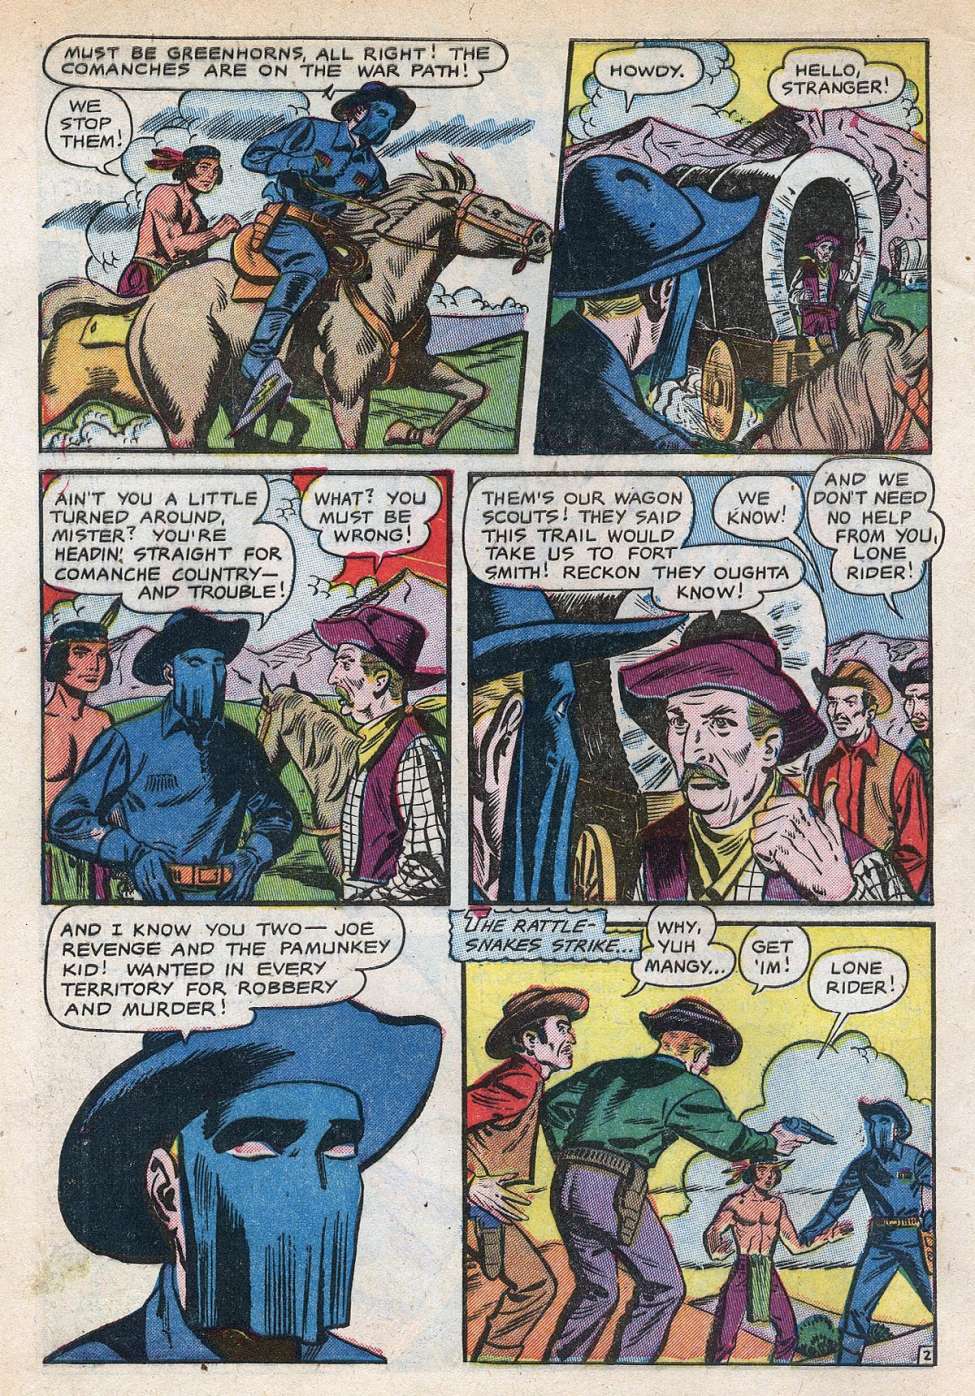 MUST BE GREENHORNS, ALL RIGHT! THE
COMANCHES ARE ON THE WAR PATH!
WE
STOP
THEM!
HOWDY.
HELLO,
STRANGER!
AIN'T YOU A LITTLE
TURNED AROUND,
MISTER? YOU'RE
HEADIN' STRAIGHT FOR
COMANCHE COUNTRY—
AND TROUBLE!
WHAT? YOU
MUST BE
WRONG!
THEM'S OUR WAGON
SCOUTS! THEY SAID
THIS TRAIL WOULD
TAKE US TO FORT
SMITH! RECKON THEY OUGHTA
KNOW!
WE
KNOW!
AND WE
DON'T NEED
NO HELP
FROM YOU,
LONE
RIDER!
AND I KNOW YOU TWO— JOE
REVENGE AND THE PAMUNKEY
KID! WANTED IN EVERY
TERRITORY FOR ROBBERY
AND MURDER!
THE RATTLE-
SNAKES STRIKE...
WHY,
YUH
MANGY...
GET
'IM!
LONE
RIDER!
2